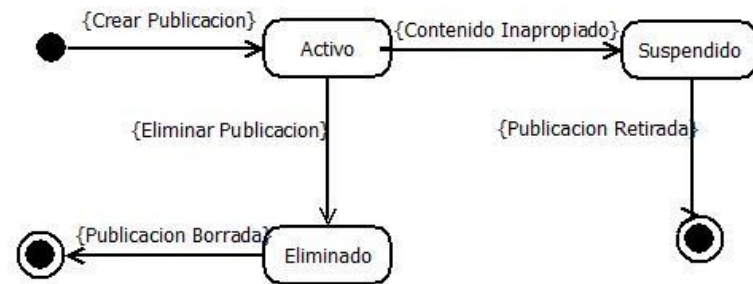 {Crear Publicacion}
Activo
{Contenido Inapropiado}
Suspendido
{Eliminar Publicacion}
{Publicacion Retirada}
{Publicacion Borrada}
Eliminado